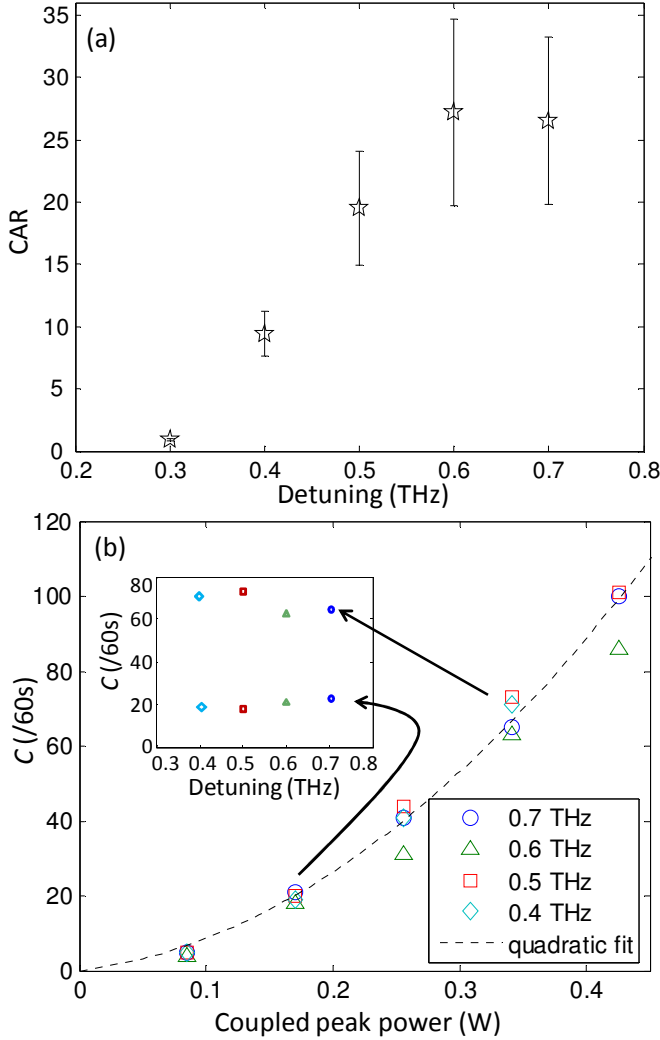 (a)
35
30
25
20
15
10
5
0
CAR
0.2 0.3 0.4 0.5 0.6 0.7 0.8
Detuning (THz)
(b)
120
100
80
60
40
20
0
C (/60s)
80
60
40
20
0
C (/60s)
0.3 0.4 0.5 0.6 0.7 0.8
Detuning (THz)
0.7 THz
0.6 THz
0.5 THz
0.4 THz
quadratic fit
0 0.1 0.2 0.3 0.4
Coupled peak power (W)